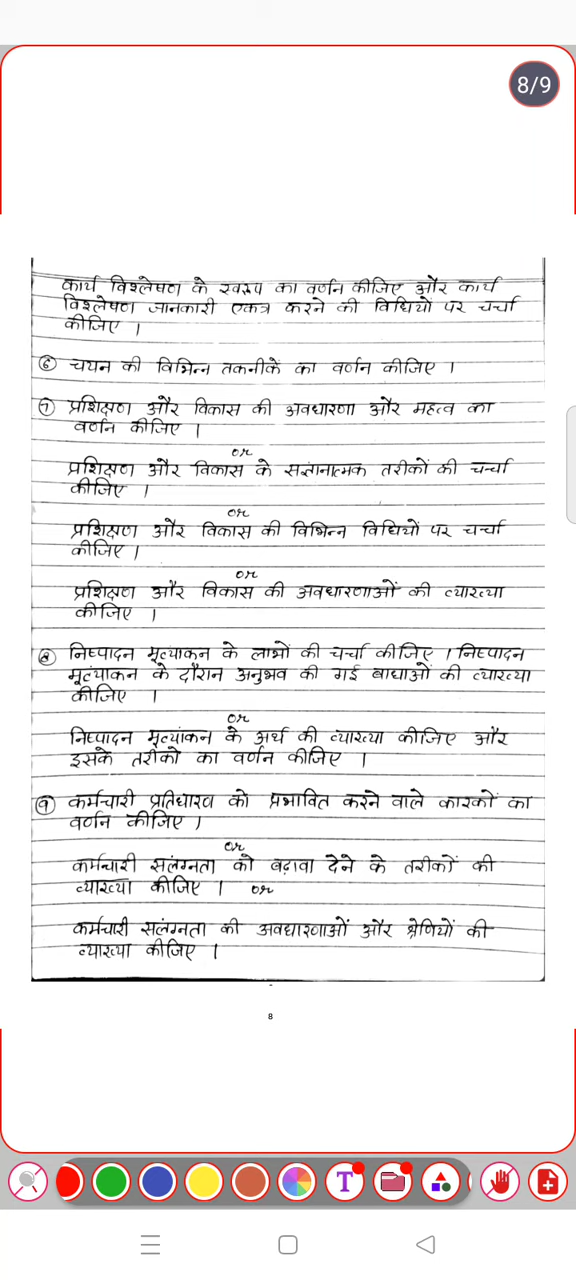 8/9
कार्य विश्लेषण के स्वरूप का वर्णन कीजिए और कार्य
विश्लेषण जानकारी एकत्र करने की विधियों पर चर्चा
कीजिए ।
⑥ चयन की विभिन्न तकनीकें का वर्णन कीजिए ।
⑦ प्रशिक्षण और विकास की अवधारणा और महत्व का
वर्णन कीजिए ।
or
प्रशिक्षण और विकास के सज्ञानात्मक तरीकों की चर्चा
कीजिए ।
or
प्रशिक्षण और विकास की विभिन्न विधियों पर चर्चा
कीजिए ।
or
प्रशिक्षण और विकास की अवधारणाओं की व्याख्या
कीजिए ।
⑧ निष्पादन मूल्याकन के लाभों की चर्चा कीजिए । निष्पादन
मूल्यांकन के दौरान अनुभव की गई बाधाओं की व्याख्या
कीजिए ।
or
निष्पादन मूल्यांकन के अर्थ की व्याख्या कीजिए और
इसके तरीको का वर्णन कीजिए ।
⑨ कर्मचारी प्रतिधारण को प्रभावित करने वाले कारकों का
वर्णन कीजिए ।
or
कर्मचारी सलंग्नता को बढ़ावा देने के तरीकों की
व्याख्या कीजिए । or
कर्मचारी सलंग्नता की अवधारणाओं और श्रेणियों की
व्याख्या कीजिए ।
8
T